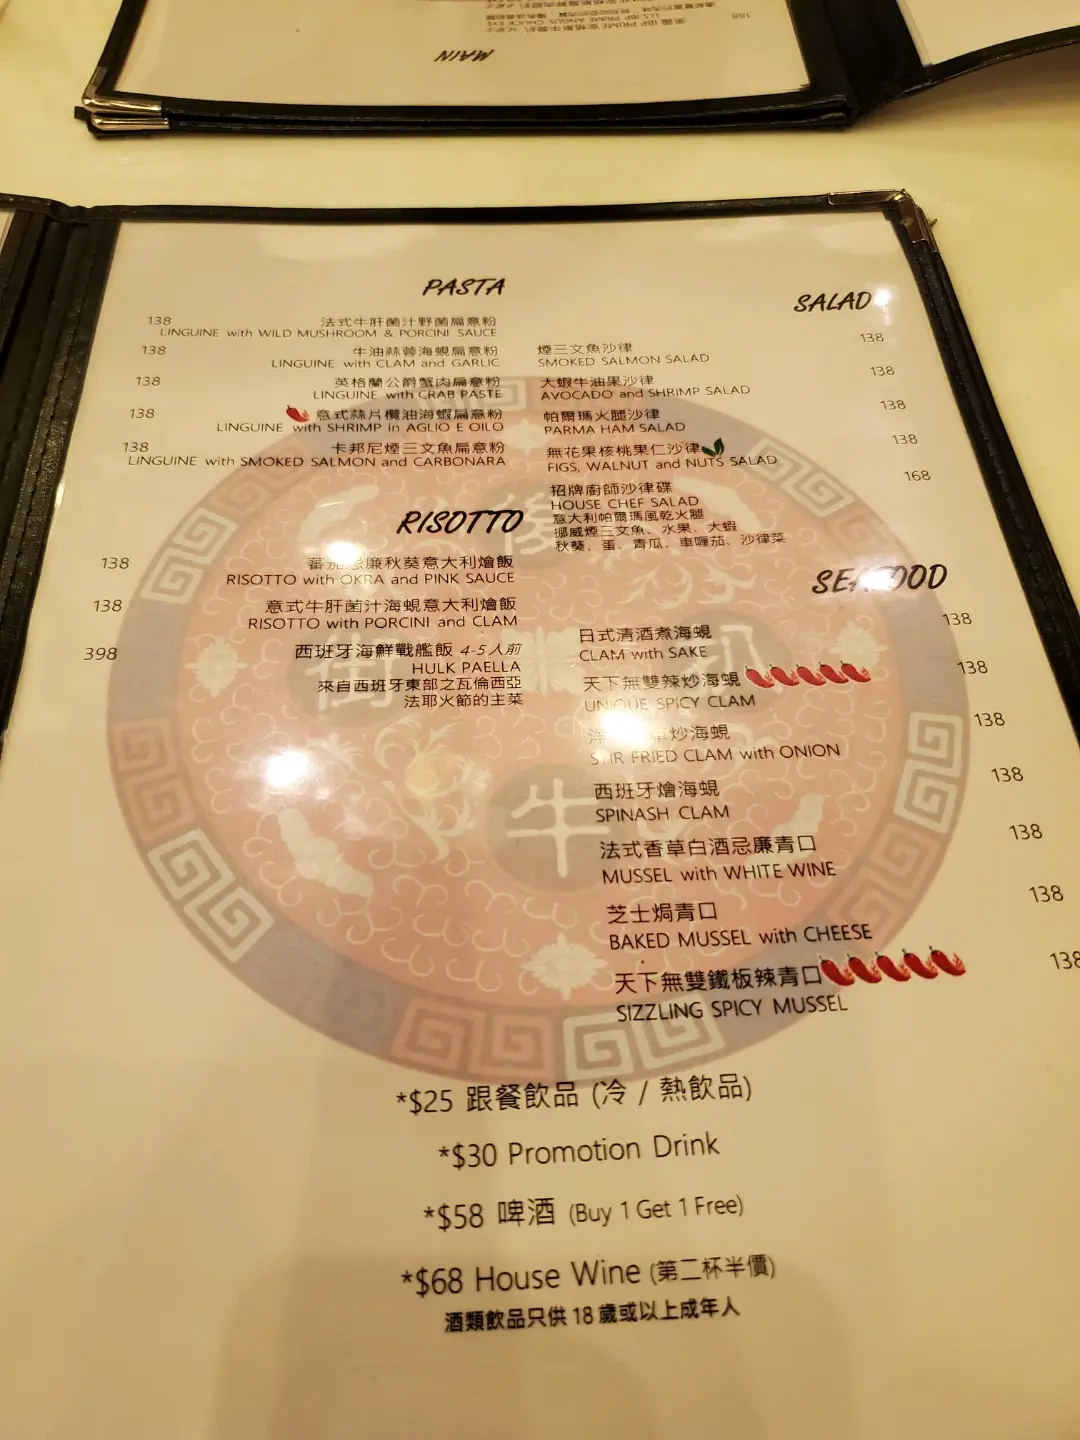 MAIN
PASTA
138 法式牛肝菌汁野菌扁意粉
LINGUINE with WILD MUSHROOM & PORCINI SAUCE
138 牛油蒜蓉海蜆扁意粉
LINGUINE with CLAM and GARLIC
138 英格蘭公爵蟹肉扁意粉
LINGUINE with CRAB PASTE
138 意式蒜片欖油海蝦扁意粉
LINGUINE with SHRIMP in AGLIO E OILO
138 卡邦尼煙三文魚扁意粉
LINGUINE with SMOKED SALMON and CARBONARA
RISOTTO
138 蕃茄忌廉秋葵意大利燴飯
RISOTTO with OKRA and PINK SAUCE
138 意式牛肝菌汁海蜆意大利燴飯
RISOTTO with PORCINI and CLAM
398 西班牙海鮮戰艦飯 4-5人前
HULK PAELLA
來自西班牙東部之瓦倫西亞
法耶火節的主菜
SALAD
煙三文魚沙律 138
SMOKED SALMON SALAD
大蝦牛油果沙律 138
AVOCADO and SHRIMP SALAD
帕爾瑪火腿沙律 138
PARMA HAM SALAD
無花果核桃果仁沙律 138
FIGS, WALNUT and NUTS SALAD
招牌廚師沙律碟 168
HOUSE CHEF SALAD
意大利帕爾瑪風乾火腿
挪威煙三文魚、水果、大蝦
秋葵、蛋、青瓜、車喱茄、沙律菜
SEAFOOD
日式清酒煮海蜆 138
CLAM with SAKE
天下無雙辣炒海蜆 138
UNIQUE SPICY CLAM
炒海蜆 138
STIR FRIED CLAM with ONION
西班牙燴海蜆 138
SPINASH CLAM
法式香草白酒忌廉青口 138
MUSSEL with WHITE WINE
芝士焗青口 138
BAKED MUSSEL with CHEESE
天下無雙鐵板辣青口 138
SIZZLING SPICY MUSSEL
街
牛
*$25 跟餐飲品 (冷 / 熱飲品)
*$30 Promotion Drink
*$58 啤酒 (Buy 1 Get 1 Free)
*$68 House Wine (第二杯半價)
酒類飲品只供 18 歲或以上成年人